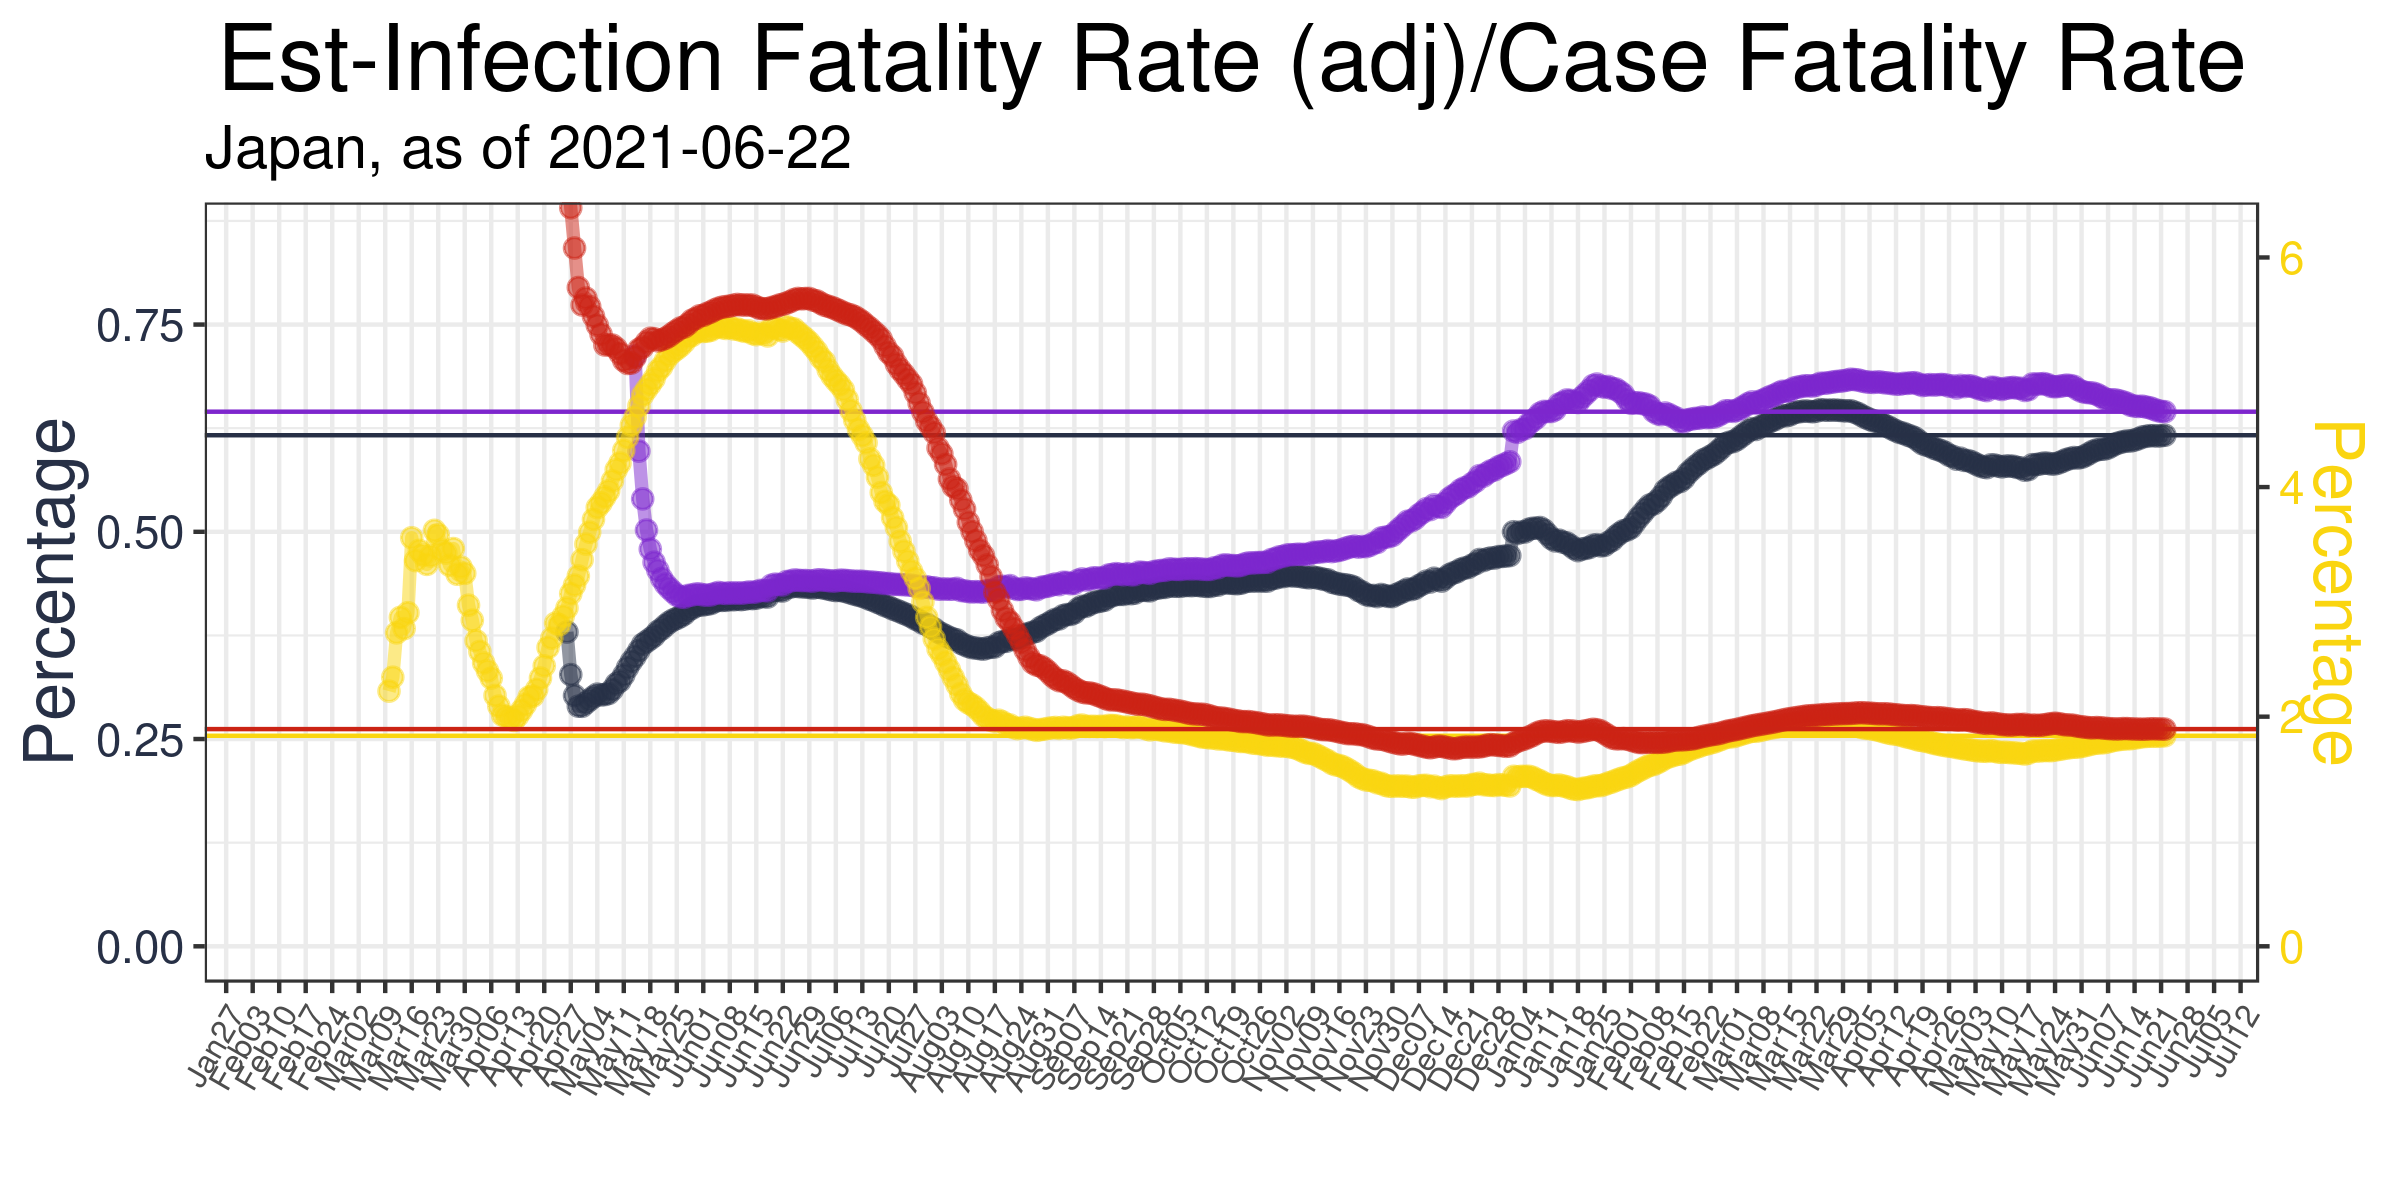 Est-Infection Fatality Rate (adj)/Case Fatality Rate
Japan, as of 2021-06-22
Percentage
0.75
0.50
0.25
0.00
6
4
2
0
Percentage
Jan27
Feb03
Feb10
Feb17
Feb24
Mar02
Mar09
Mar16
Mar23
Mar30
Apr06
Apr13
Apr20
Apr27
May04
May11
May18
May25
Jun01
Jun08
Jun15
Jun22
Jun29
Jul06
Jul13
Jul20
Jul27
Aug03
Aug10
Aug17
Aug24
Aug31
Sep07
Sep14
Sep21
Sep28
Oct05
Oct12
Oct19
Oct26
Nov02
Nov09
Nov16
Nov23
Nov30
Dec07
Dec14
Dec21
Dec28
Jan04
Jan11
Jan18
Jan25
Feb01
Feb08
Feb15
Feb22
Mar01
Mar08
Mar15
Mar22
Mar29
Apr05
Apr12
Apr19
Apr26
May03
May10
May17
May24
May31
Jun07
Jun14
Jun21
Jun28
Jul05
Jul12